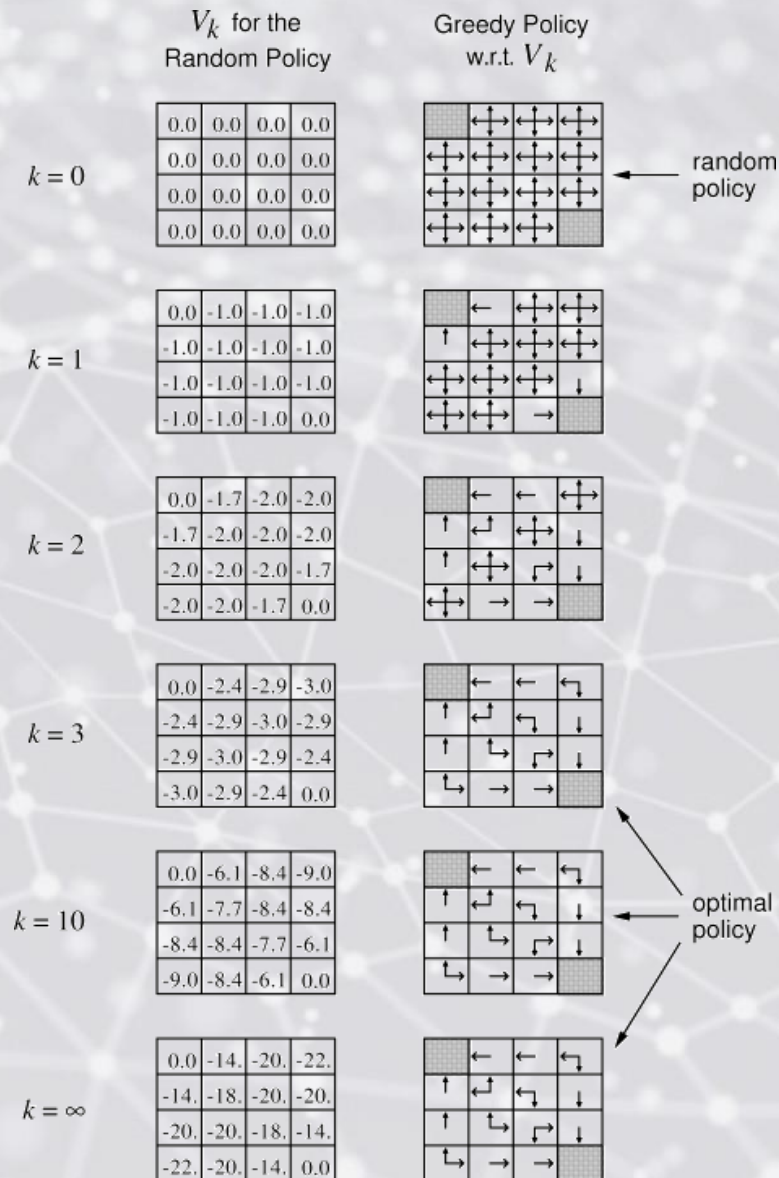 V_k for the
Random Policy
Greedy Policy
w.r.t. V_k
k = 0
0.0 0.0 0.0 0.0
0.0 0.0 0.0 0.0
0.0 0.0 0.0 0.0
0.0 0.0 0.0 0.0
random
policy
k = 1
0.0 -1.0 -1.0 -1.0
-1.0 -1.0 -1.0 -1.0
-1.0 -1.0 -1.0 -1.0
-1.0 -1.0 -1.0 0.0
k = 2
0.0 -1.7 -2.0 -2.0
-1.7 -2.0 -2.0 -2.0
-2.0 -2.0 -2.0 -1.7
-2.0 -2.0 -1.7 0.0
k = 3
0.0 -2.4 -2.9 -3.0
-2.4 -2.9 -3.0 -2.9
-2.9 -3.0 -2.9 -2.4
-3.0 -2.9 -2.4 0.0
k = 10
0.0 -6.1 -8.4 -9.0
-6.1 -7.7 -8.4 -8.4
-8.4 -8.4 -7.7 -6.1
-9.0 -8.4 -6.1 0.0
optimal
policy
k = ∞
0.0 -14. -20. -22.
-14. -18. -20. -20.
-20. -20. -18. -14.
-22. -20. -14. 0.0